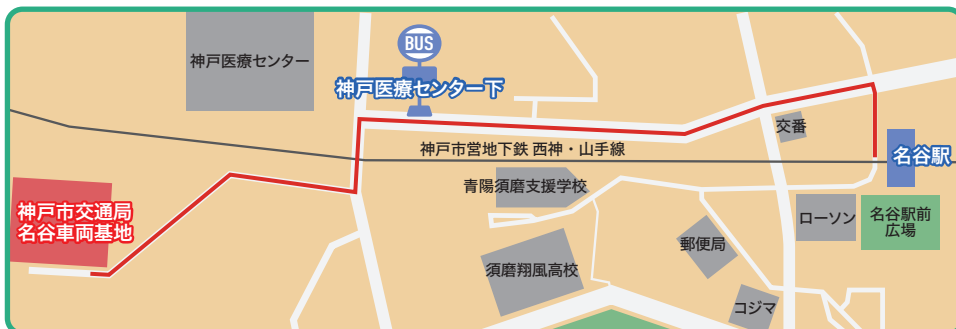 神戸医療センター
BUS
神戸医療センター下
交番
神戸市営地下鉄 西神・山手線
名谷駅
青陽須磨支援学校
神戸市交通局
名谷車両基地
ローソン
名谷駅前
広場
郵便局
須磨翔風高校
コジマ